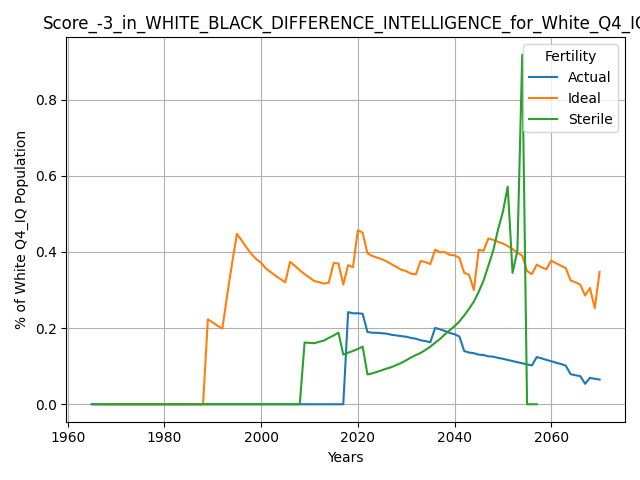 Score_-3_in_WHITE_BLACK_DIFFERENCE_INTELLIGENCE_for_White_Q4_IQ
Fertility
Actual
Ideal
Sterile
0.8
0.6
0.4
0.2
0.0
% of White Q4_IQ Population
1960 1980 2000 2020 2040 2060
Years